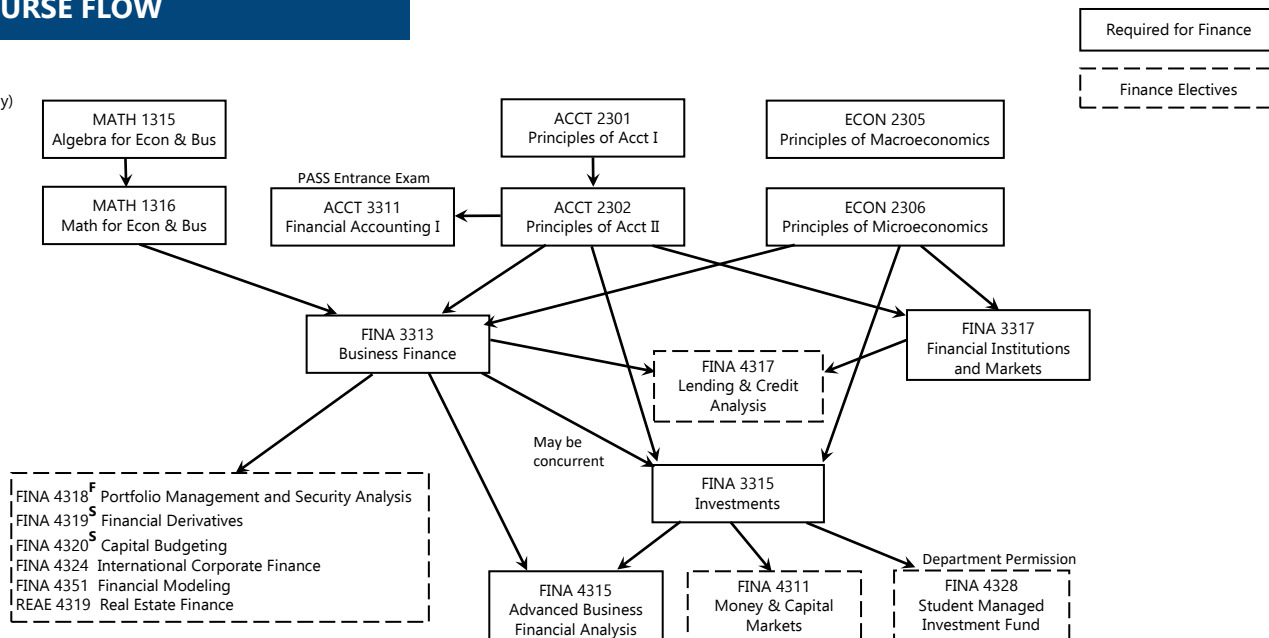 URSE FLOW
Required for Finance
Finance Electives
y)
MATH 1315
Algebra for Econ & Bus
ACCT 2301
Principles of Acct I
ECON 2305
Principles of Macroeconomics
MATH 1316
Math for Econ & Bus
PASS Entrance Exam
ACCT 3311
Financial Accounting I
ACCT 2302
Principles of Acct II
ECON 2306
Principles of Microeconomics
FINA 3313
Business Finance
FINA 3317
Financial Institutions
and Markets
FINA 4317
Lending & Credit
Analysis
May be
concurrent
FINA 3315
Investments
FINA 4318F Portfolio Management and Security Analysis
FINA 4319S Financial Derivatives
FINA 4320S Capital Budgeting
FINA 4324 International Corporate Finance
FINA 4351 Financial Modeling
REAE 4319 Real Estate Finance
FINA 4315
Advanced Business
Financial Analysis
FINA 4311
Money & Capital
Markets
Department Permission
FINA 4328
Student Managed
Investment Fund